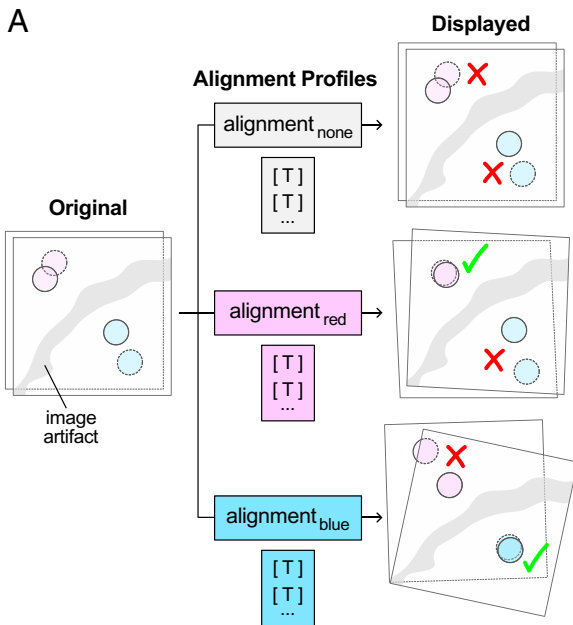 A
Displayed
Alignment Profiles
alignment none
[ T ]
[ T ]
...
Original
image
artifact
alignment red
[ T ]
[ T ]
...
alignment blue
[ T ]
[ T ]
...